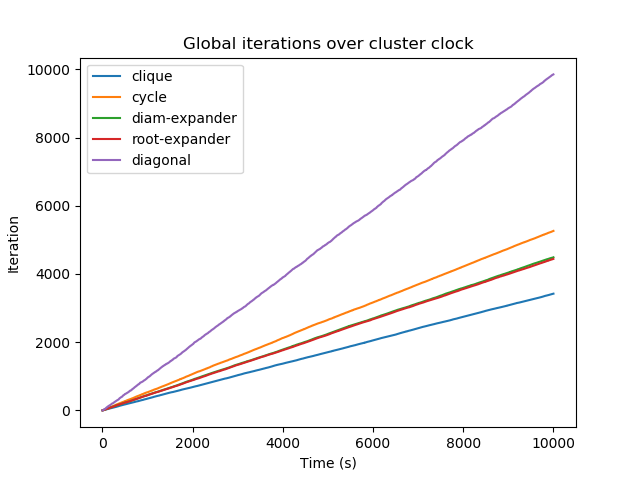 Global iterations over cluster clock
clique
cycle
diam-expander
root-expander
diagonal
10000
8000
6000
4000
2000
0
Iteration
0 2000 4000 6000 8000 10000
Time (s)